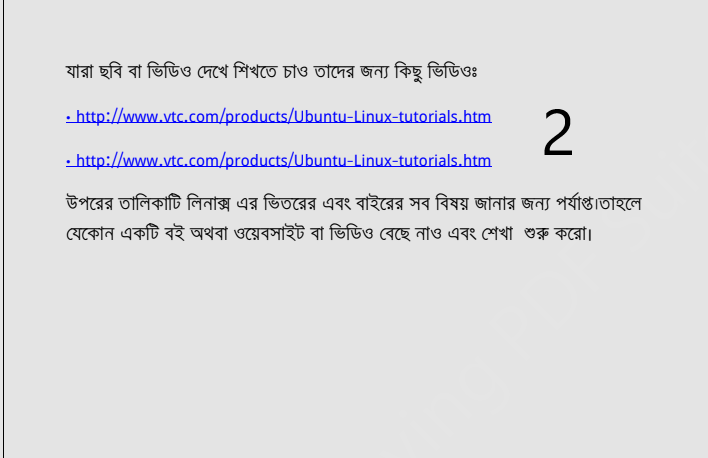 যারা ছবি বা ভিডিও দেখে শিখতে চাও তাদের জন্য কিছু ভিডিওঃ
• http://www.vtc.com/products/Ubuntu-Linux-tutorials.htm
2
• http://www.vtc.com/products/Ubuntu-Linux-tutorials.htm
উপরের তালিকাটি লিনাক্স এর ভিতরের এবং বাইরের সব বিষয় জানার জন্য পর্যাপ্ত।তাহলে
যেকোন একটি বই অথবা ওয়েবসাইট বা ভিডিও বেছে নাও এবং শেখা শুরু করো।